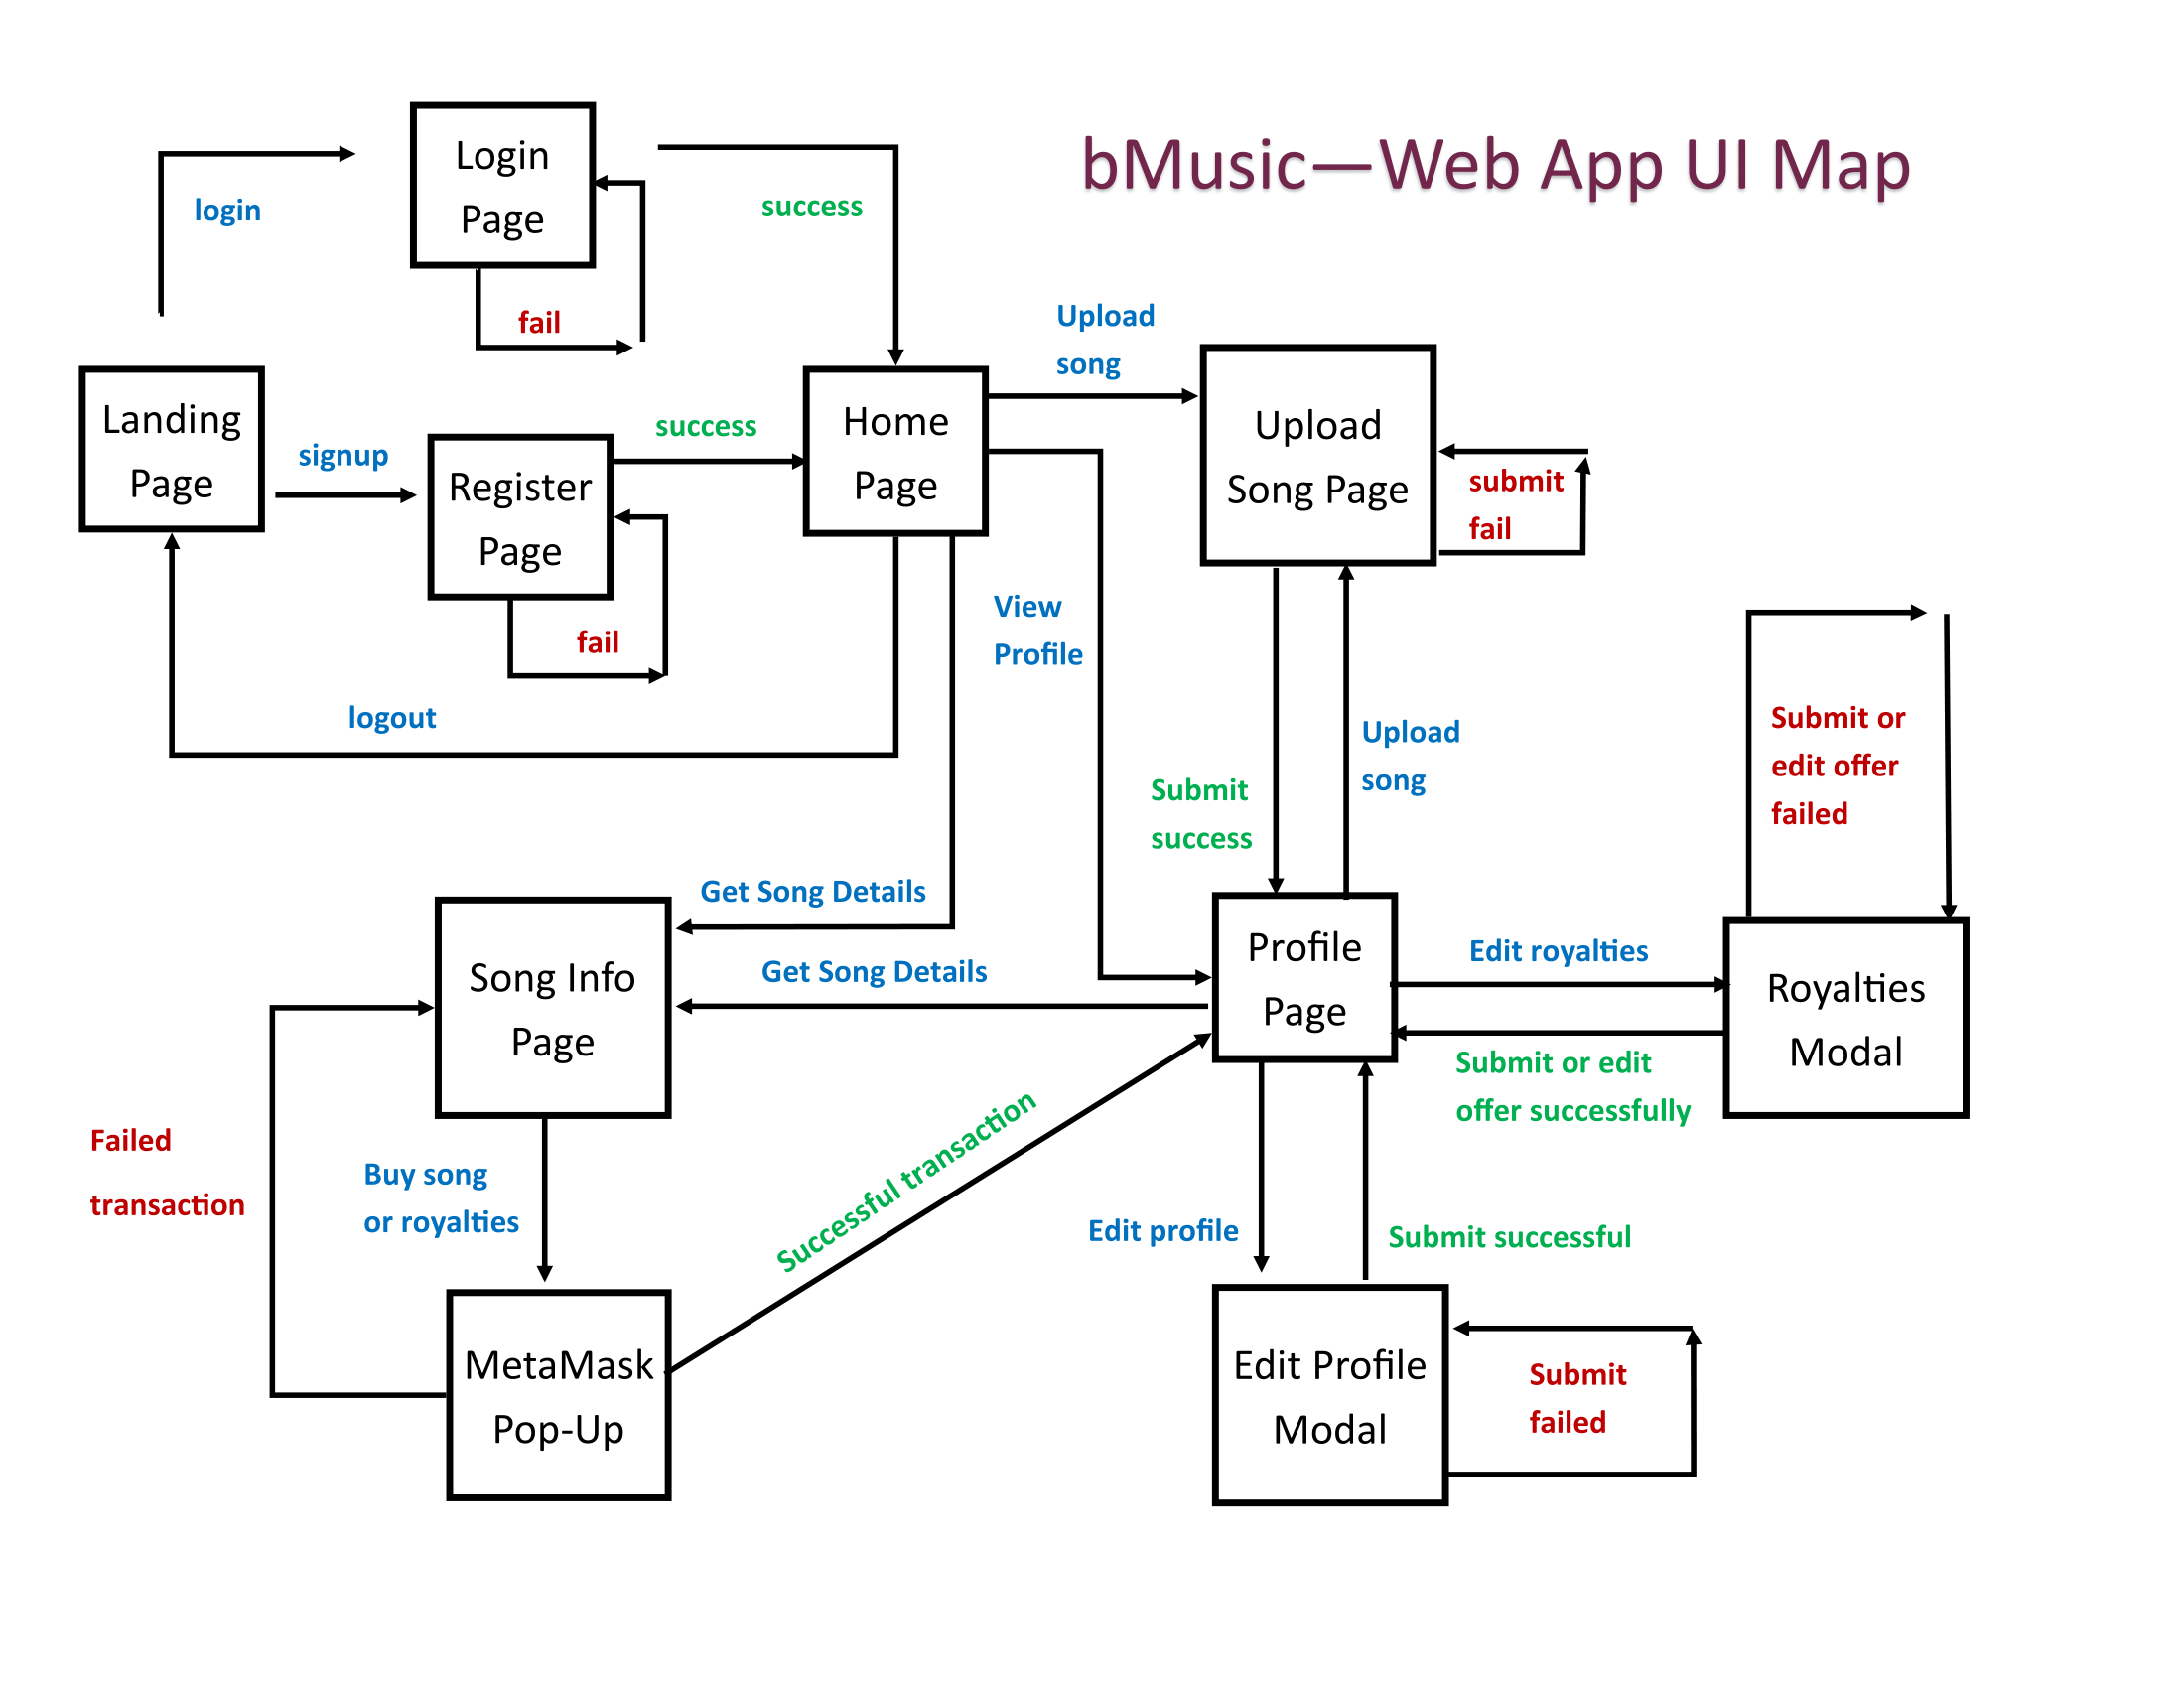 bMusic—Web App UI Map
Login
Page
login
success
fail
Landing
Page
signup
Register
Page
success
fail
Home
Page
logout
Upload
song
Upload
Song Page
submit
fail
View
Profile
Submit
success
Upload
song
Submit or
edit offer
failed
Get Song Details
Get Song Details
Song Info
Page
Profile
Page
Edit royalties
Royalties
Modal
Submit or edit
offer successfully
Failed
transaction
Buy song
or royalties
Successful transaction
Edit profile
Submit successful
MetaMask
Pop-Up
Edit Profile
Modal
Submit
failed